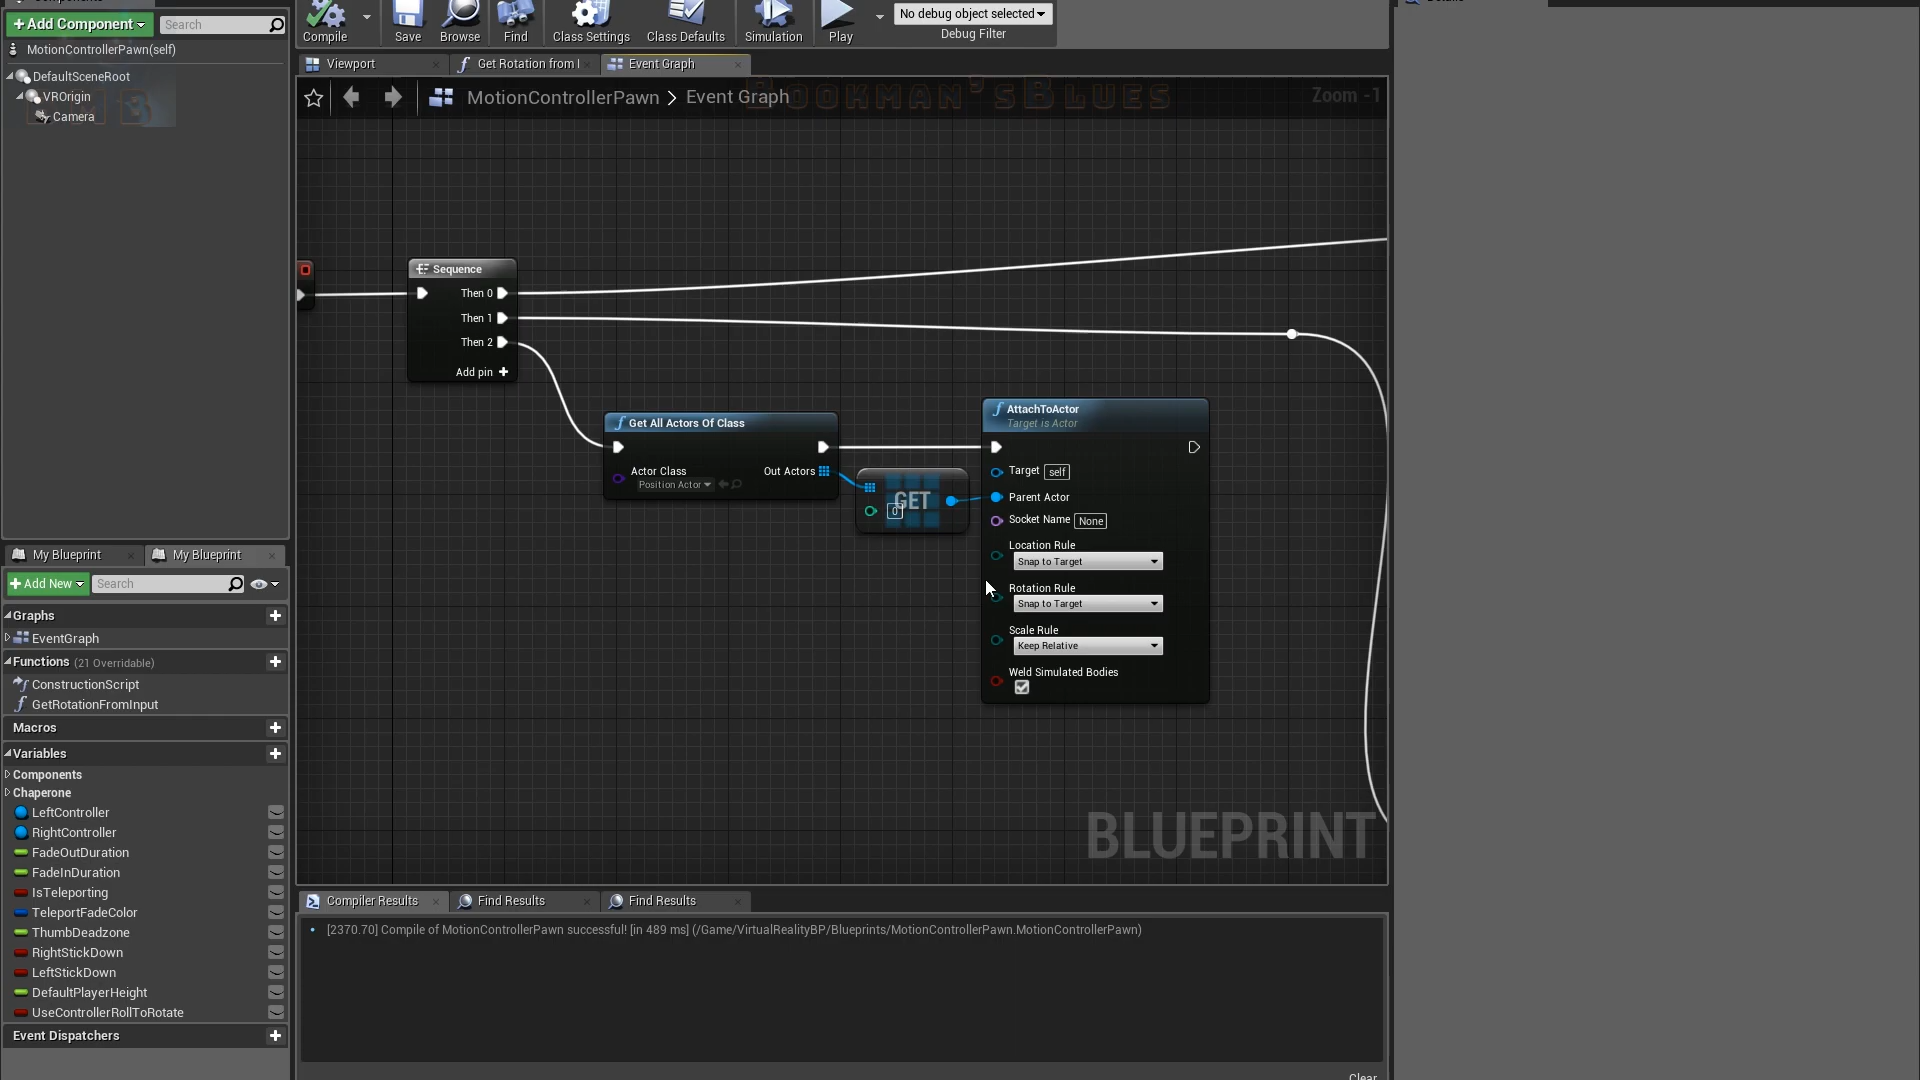 Components
Details
Add Component
Search
Compile
Save
Browse
Find
Class Settings
Class Defaults
Simulation
Play
No debug object selected
Debug Filter
MotionControllerPawn(self)
DefaultSceneRoot
VROrigin
Camera
Viewport
Get Rotation from I
Event Graph
MotionControllerPawn > Event Graph
Bookman'sBlues
Zoom -1
Sequence
Then 0
Then 1
Then 2
Add pin
Get All Actors Of Class
Actor Class
Position Actor
Out Actors
GET
0
AttachToActor
Target is Actor
Target self
Parent Actor
Socket Name None
Location Rule
Snap to Target
Rotation Rule
Snap to Target
Scale Rule
Keep Relative
Weld Simulated Bodies
BLUEPRINT
My Blueprint
My Blueprint
Add New
Search
Graphs
EventGraph
Functions (21 Overridable)
ConstructionScript
GetRotationFromInput
Macros
Variables
Components
Chaperone
LeftController
RightController
FadeOutDuration
FadeInDuration
IsTeleporting
TeleportFadeColor
ThumbDeadzone
RightStickDown
LeftStickDown
DefaultPlayerHeight
UseControllerRollToRotate
Event Dispatchers
Compiler Results
Find Results
Find Results
[2370.70] Compile of MotionControllerPawn successful! [in 489 ms] (/Game/VirtualRealityBP/Blueprints/MotionControllerPawn.MotionControllerPawn)
Clear